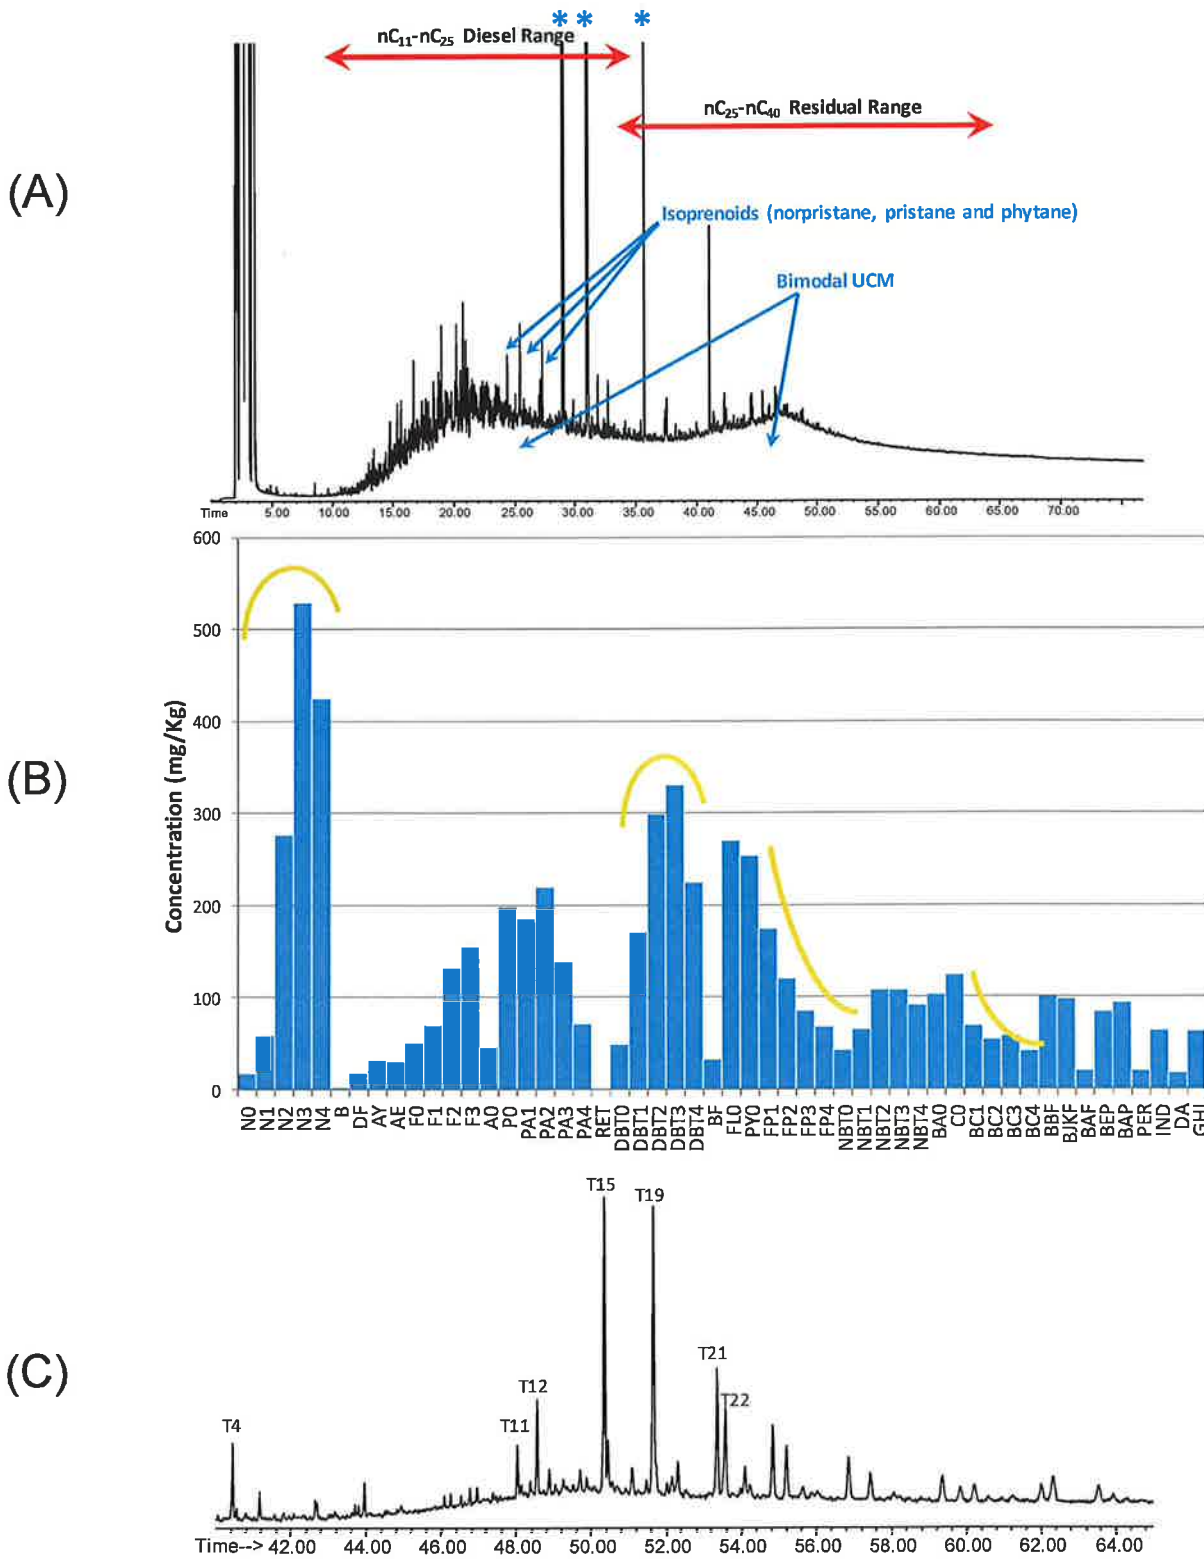 * * *
nC11-nC25 Diesel Range
nC25-nC40 Residual Range
(A)
Isoprenoids (norpristane, pristane and phytane)
Bimodal UCM
Time 5.00 10.00 15.00 20.00 25.00 30.00 35.00 40.00 45.00 50.00 55.00 60.00 65.00 70.00
600
500
400
300
200
100
0
(B)
Concentration (mg/Kg)
N0 N1 N2 N3 N4 B DF AY AE F0 F1 F2 F3 A0 P0 PA1 PA2 PA3 PA4 RET DBT0 DBT1 DBT2 DBT3 DBT4 BF FL0 PY0 FP1 FP2 FP3 FP4 NBT0 NBT1 NBT2 NBT3 NBT4 BA0 C0 BC1 BC2 BC3 BC4 BBF BJKF BAF BEP BAP PER IND DA GHI
T15
T19
(C)
T21
T12
T22
T4
T11
Time--> 42.00 44.00 46.00 48.00 50.00 52.00 54.00 56.00 58.00 60.00 62.00 64.00